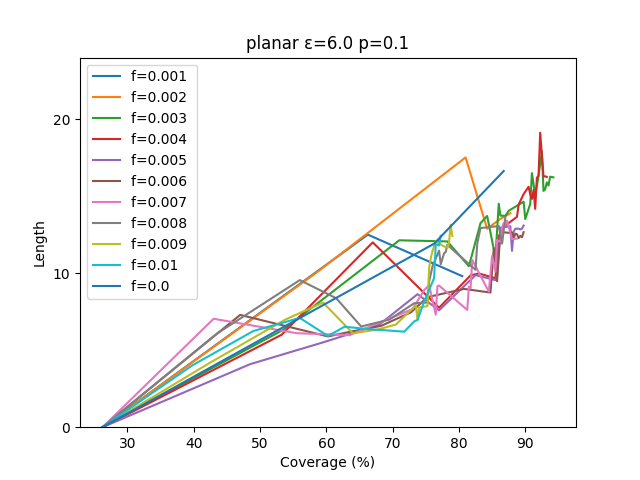 planar ε=6.0 p=0.1
f=0.001
f=0.002
f=0.003
f=0.004
f=0.005
f=0.006
f=0.007
f=0.008
f=0.009
f=0.01
f=0.0
Length
20
10
0
30 40 50 60 70 80 90
Coverage (%)